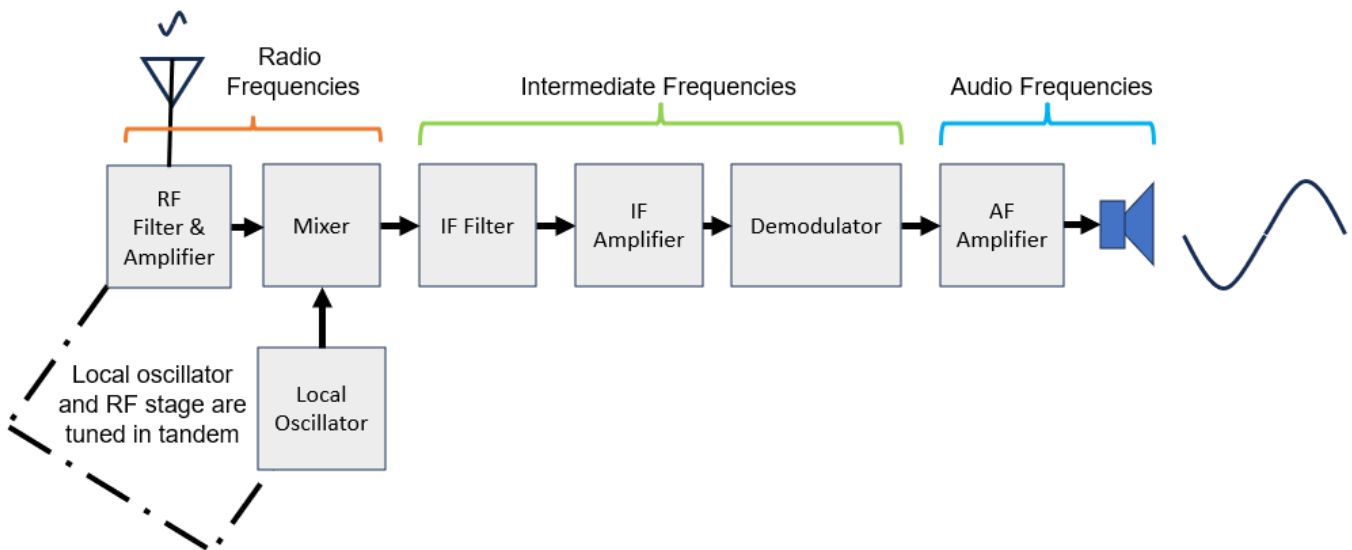 Radio
Frequencies
Intermediate Frequencies
Audio Frequencies
RF
Filter &
Amplifier
Mixer
IF Filter
IF
Amplifier
Demodulator
AF
Amplifier
Local oscillator
and RF stage are
tuned in tandem
Local
Oscillator